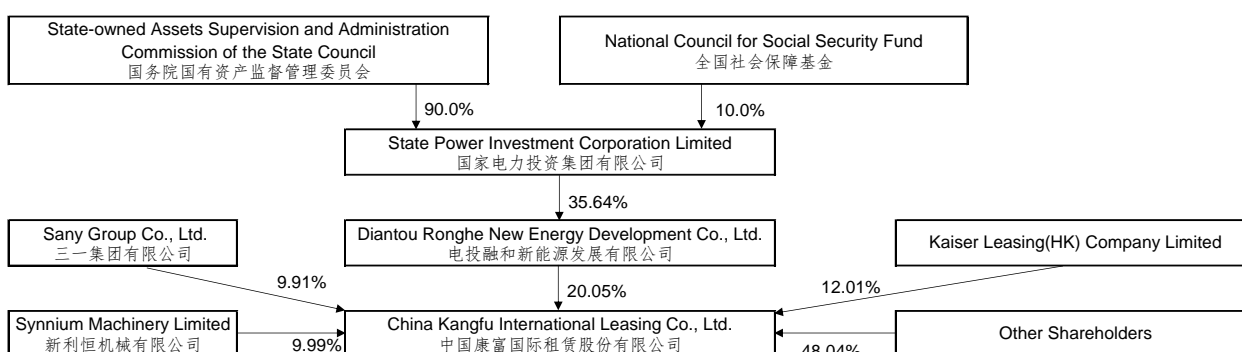 State-owned Assets Supervision and Administration
Commission of the State Council
国务院国有资产监督管理委员会
National Council for Social Security Fund
全国社会保障基金
90.0%
10.0%
State Power Investment Corporation Limited
国家电力投资集团有限公司
35.64%
Sany Group Co., Ltd.
三一集团有限公司
Diantou Ronghe New Energy Development Co., Ltd.
电投融和新能源发展有限公司
Kaiser Leasing(HK) Company Limited
9.91%
20.05%
12.01%
Synnium Machinery Limited
新利恒机械有限公司
9.99%
China Kangfu International Leasing Co., Ltd.
中国康富国际租赁股份有限公司
48.04%
Other Shareholders